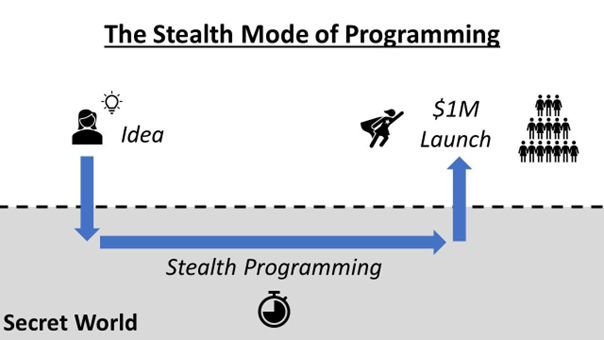 The Stealth Mode of Programming
Idea
$1M
Launch
Stealth Programming
Secret World